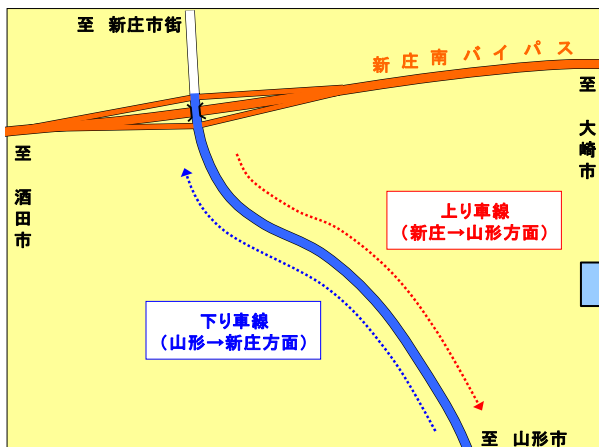 至 新庄市街
新庄南バイパス
至 大崎市
至 酒田市
上り車線
（新庄→山形方面）
下り車線
（山形→新庄方面）
至 山形市